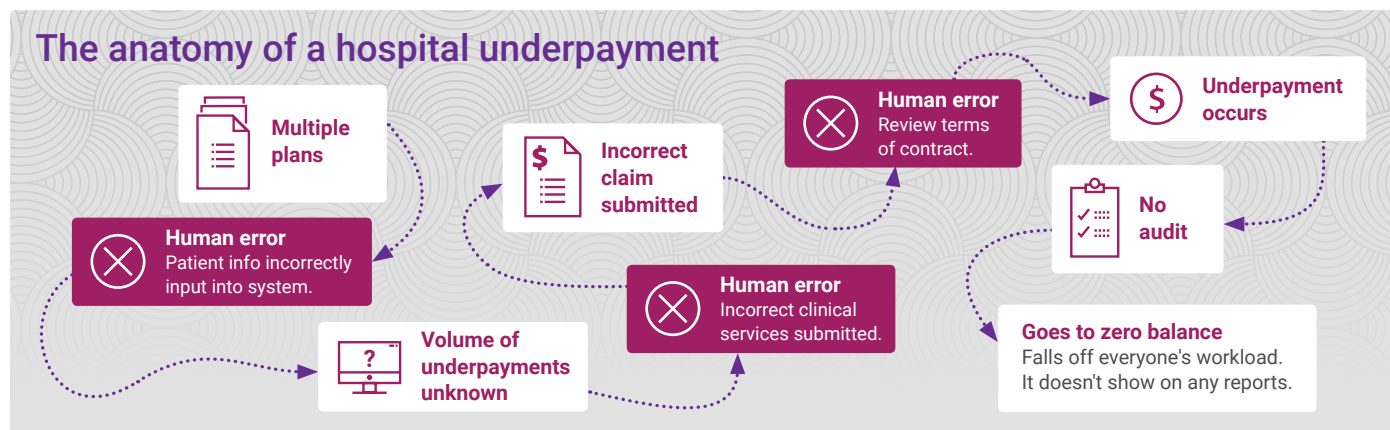 The anatomy of a hospital underpayment
Multiple
plans
Human error
Patient info incorrectly
input into system.
?
Volume of
underpayments
unknown
Human error
Incorrect clinical
services submitted.
$
Incorrect
claim
submitted
Human error
Review terms
of contract.
$
Underpayment
occurs
No
audit
Goes to zero balance
Falls off everyone's workload.
It doesn't show on any reports.